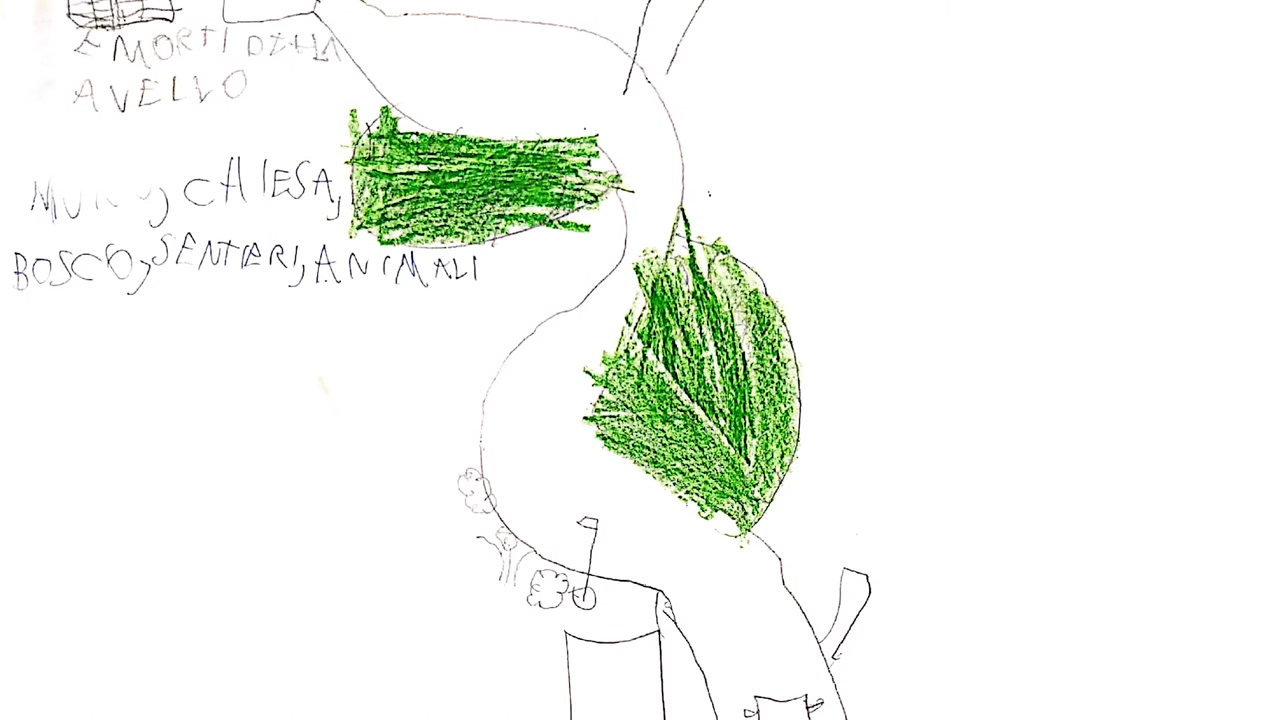 E MORTI DELLA
AVELLO
CHIESA,
BOSCO, SENTIERI, ANIMALI